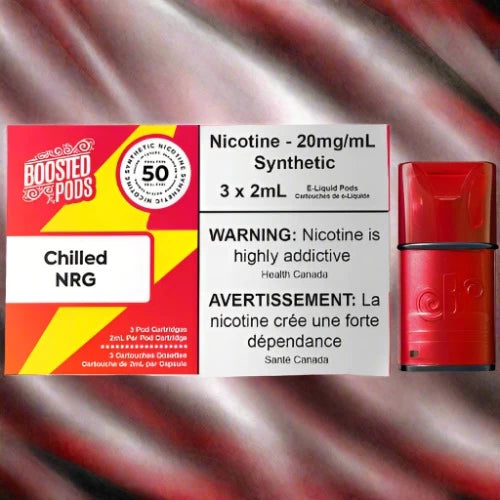 BOOSTED
PODS
SYNTHETIC NICOTINE
50
Chilled
NRG
3 Pod Cartridges
2mL Per Pod Cartridge
3 Cartouches Dosettes
Cartouche de 2mL par Capsule
Nicotine - 20mg/mL
Synthetic
3 x 2mL
E-Liquid Pods
Cartouches de e-Liquide
WARNING: Nicotine is
highly addictive
Health Canada
AVERTISSEMENT: La
nicotine crée une forte
dépendance
Santé Canada